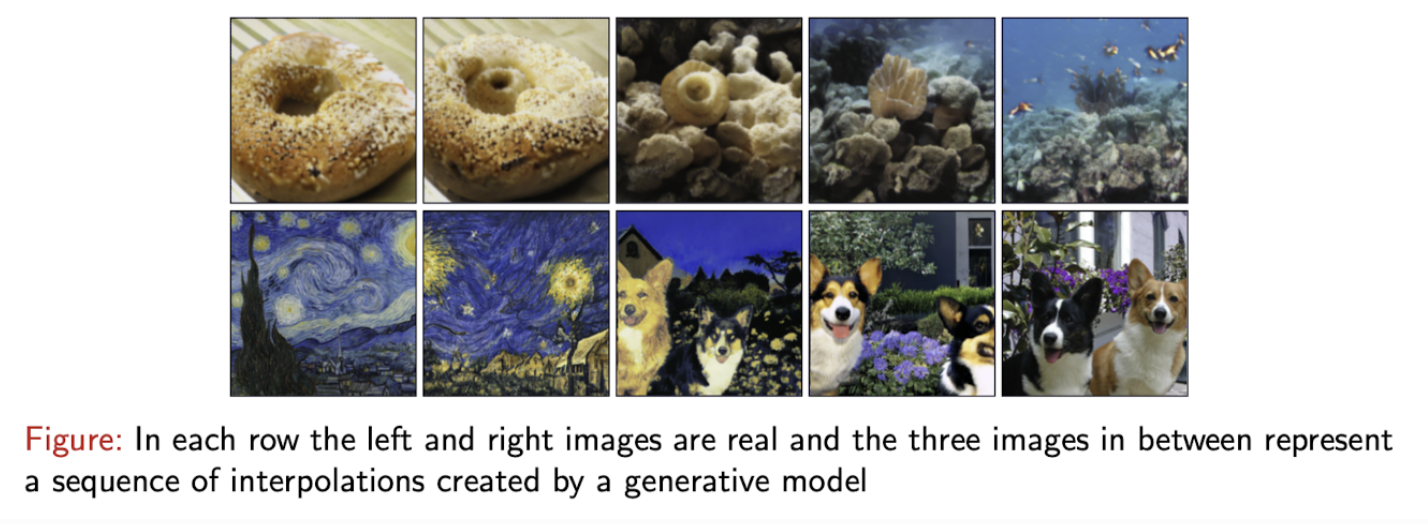 Figure: In each row the left and right images are real and the three images in between represent
a sequence of interpolations created by a generative model